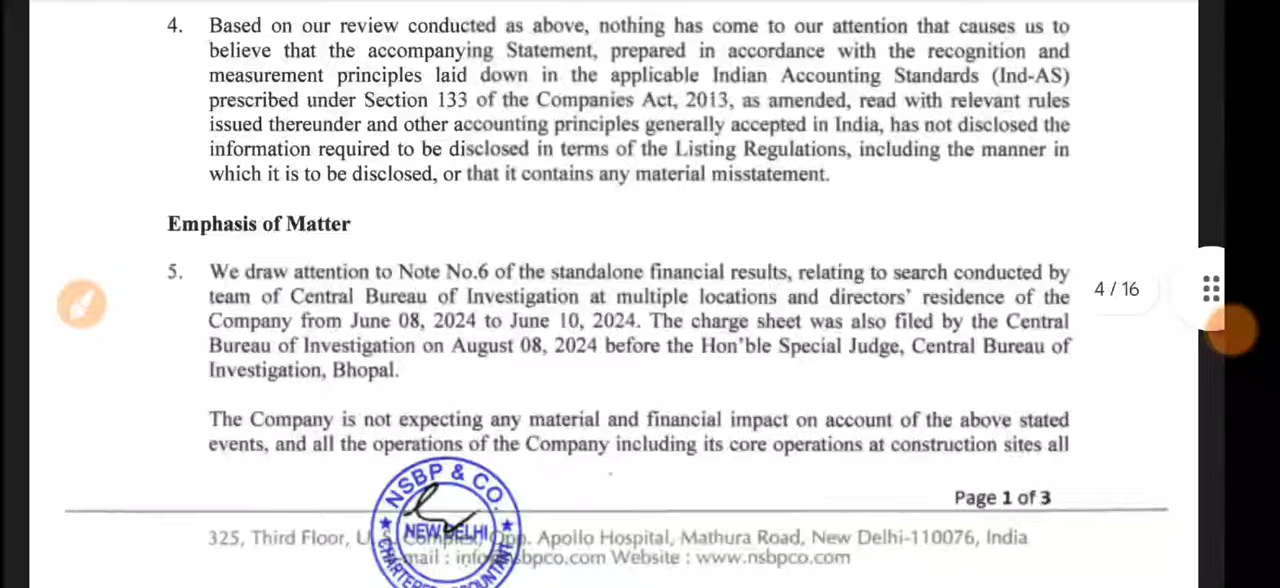 4. Based on our review conducted as above, nothing has come to our attention that causes us to
believe that the accompanying Statement, prepared in accordance with the recognition and
measurement principles laid down in the applicable Indian Accounting Standards (Ind-AS)
prescribed under Section 133 of the Companies Act, 2013, as amended, read with relevant rules
issued thereunder and other accounting principles generally accepted in India, has not disclosed the
information required to be disclosed in terms of the Listing Regulations, including the manner in
which it is to be disclosed, or that it contains any material misstatement.
Emphasis of Matter
5. We draw attention to Note No.6 of the standalone financial results, relating to search conducted by
team of Central Bureau of Investigation at multiple locations and directors' residence of the
Company from June 08, 2024 to June 10, 2024. The charge sheet was also filed by the Central
Bureau of Investigation on August 08, 2024 before the Hon'ble Special Judge, Central Bureau of
Investigation, Bhopal.
4 / 16
The Company is not expecting any material and financial impact on account of the above stated
events, and all the operations of the Company including its core operations at construction sites all
NSBP & CO.
NEW DELHI
CHARTERED ACCOUNTANT
Page 1 of 3
325, Third Floor, U Complex, Opp. Apollo Hospital, Mathura Road, New Delhi-110076, India
mail : info bpco.com Website : www.nsbpco.com